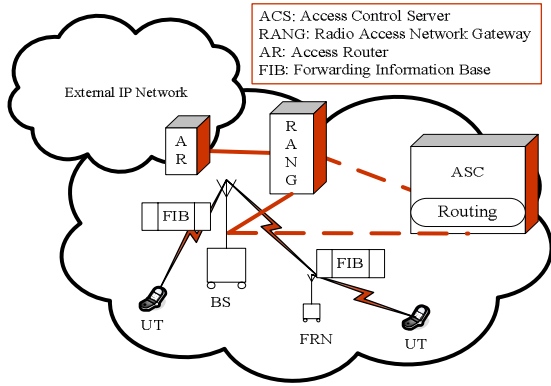 ACS: Access Control Server
RANG: Radio Access Network Gateway
AR: Access Router
FIB: Forwarding Information Base
External IP Network
A
R
R
A
N
G
ASC
Routing
FIB
FIB
BS
UT
FRN
UT